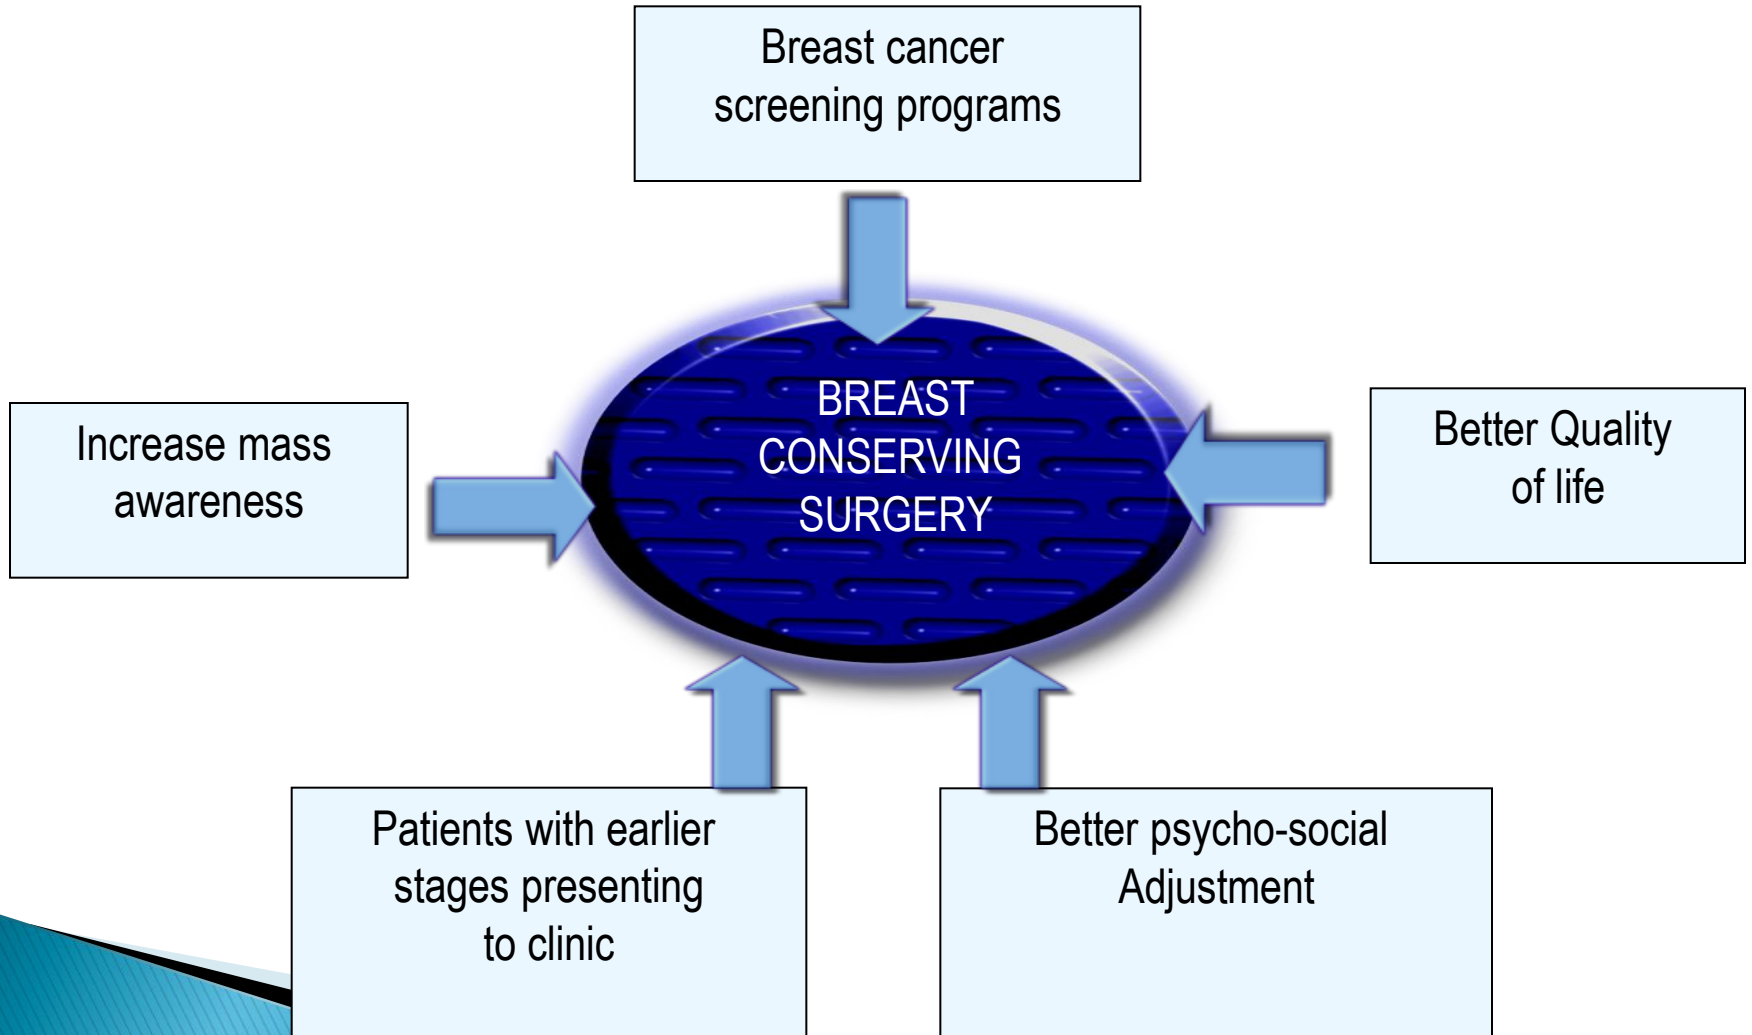 Breast cancer
screening programs
BREAST
CONSERVING
SURGERY
Increase mass
awareness
Better Quality
of life
Patients with earlier
stages presenting
to clinic
Better psycho-social
Adjustment